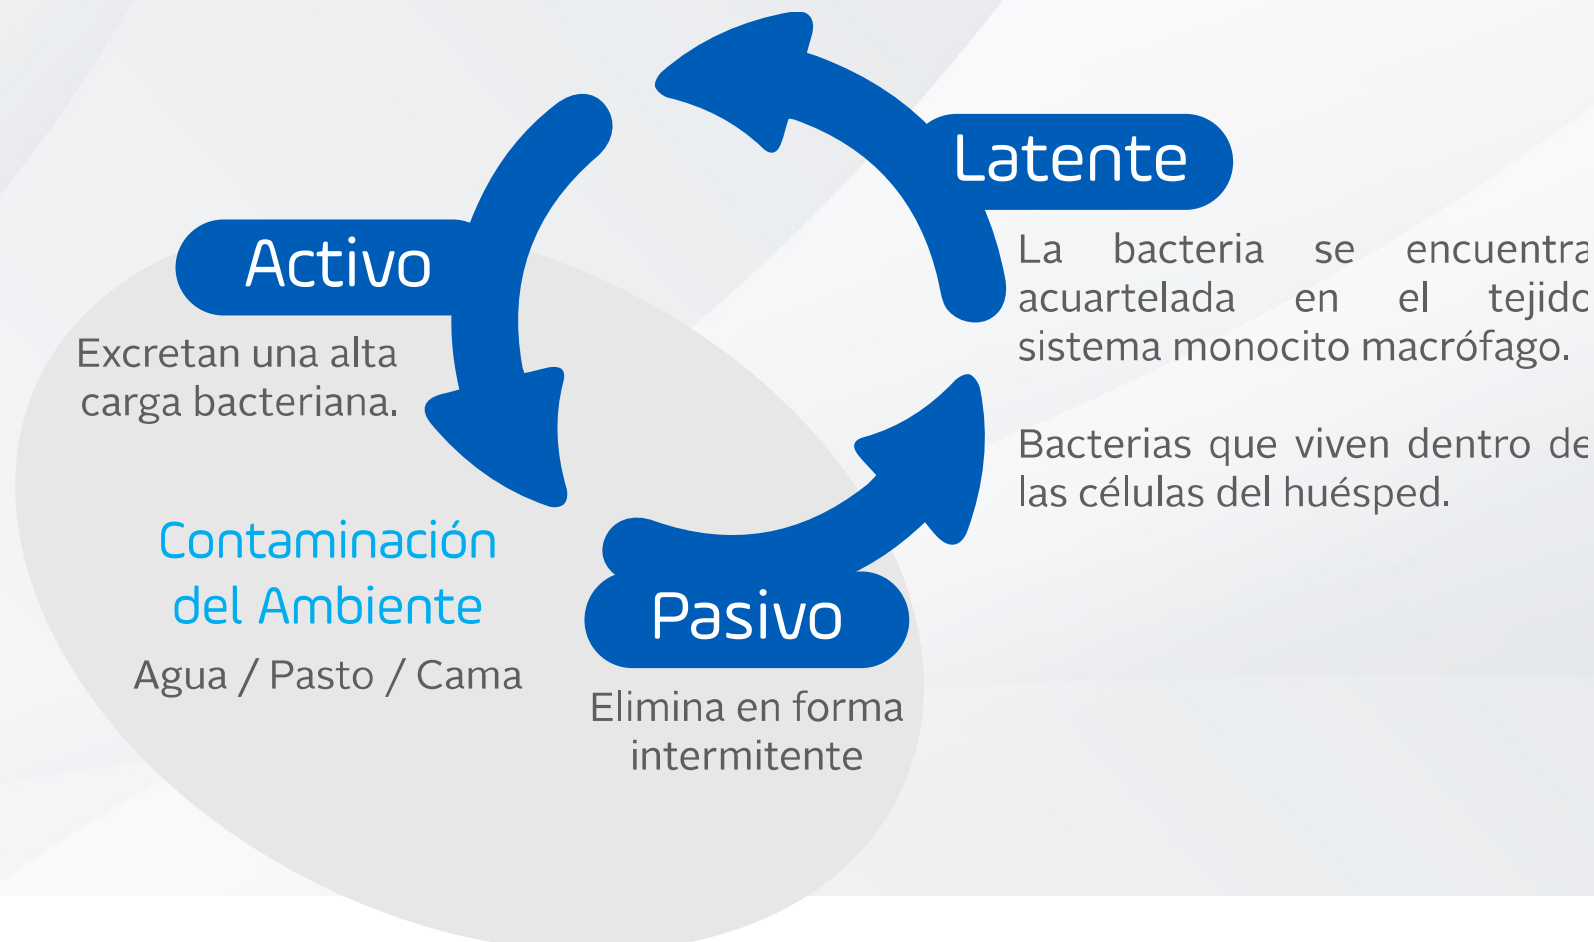 Latente
La bacteria se encuentra
acuartelada en el tejido
sistema monocito macrófago.
Bacterias que viven dentro de
las células del huésped.
Activo
Excretan una alta
carga bacteriana.
Contaminación
del Ambiente
Agua / Pasto / Cama
Pasivo
Elimina en forma
intermitente